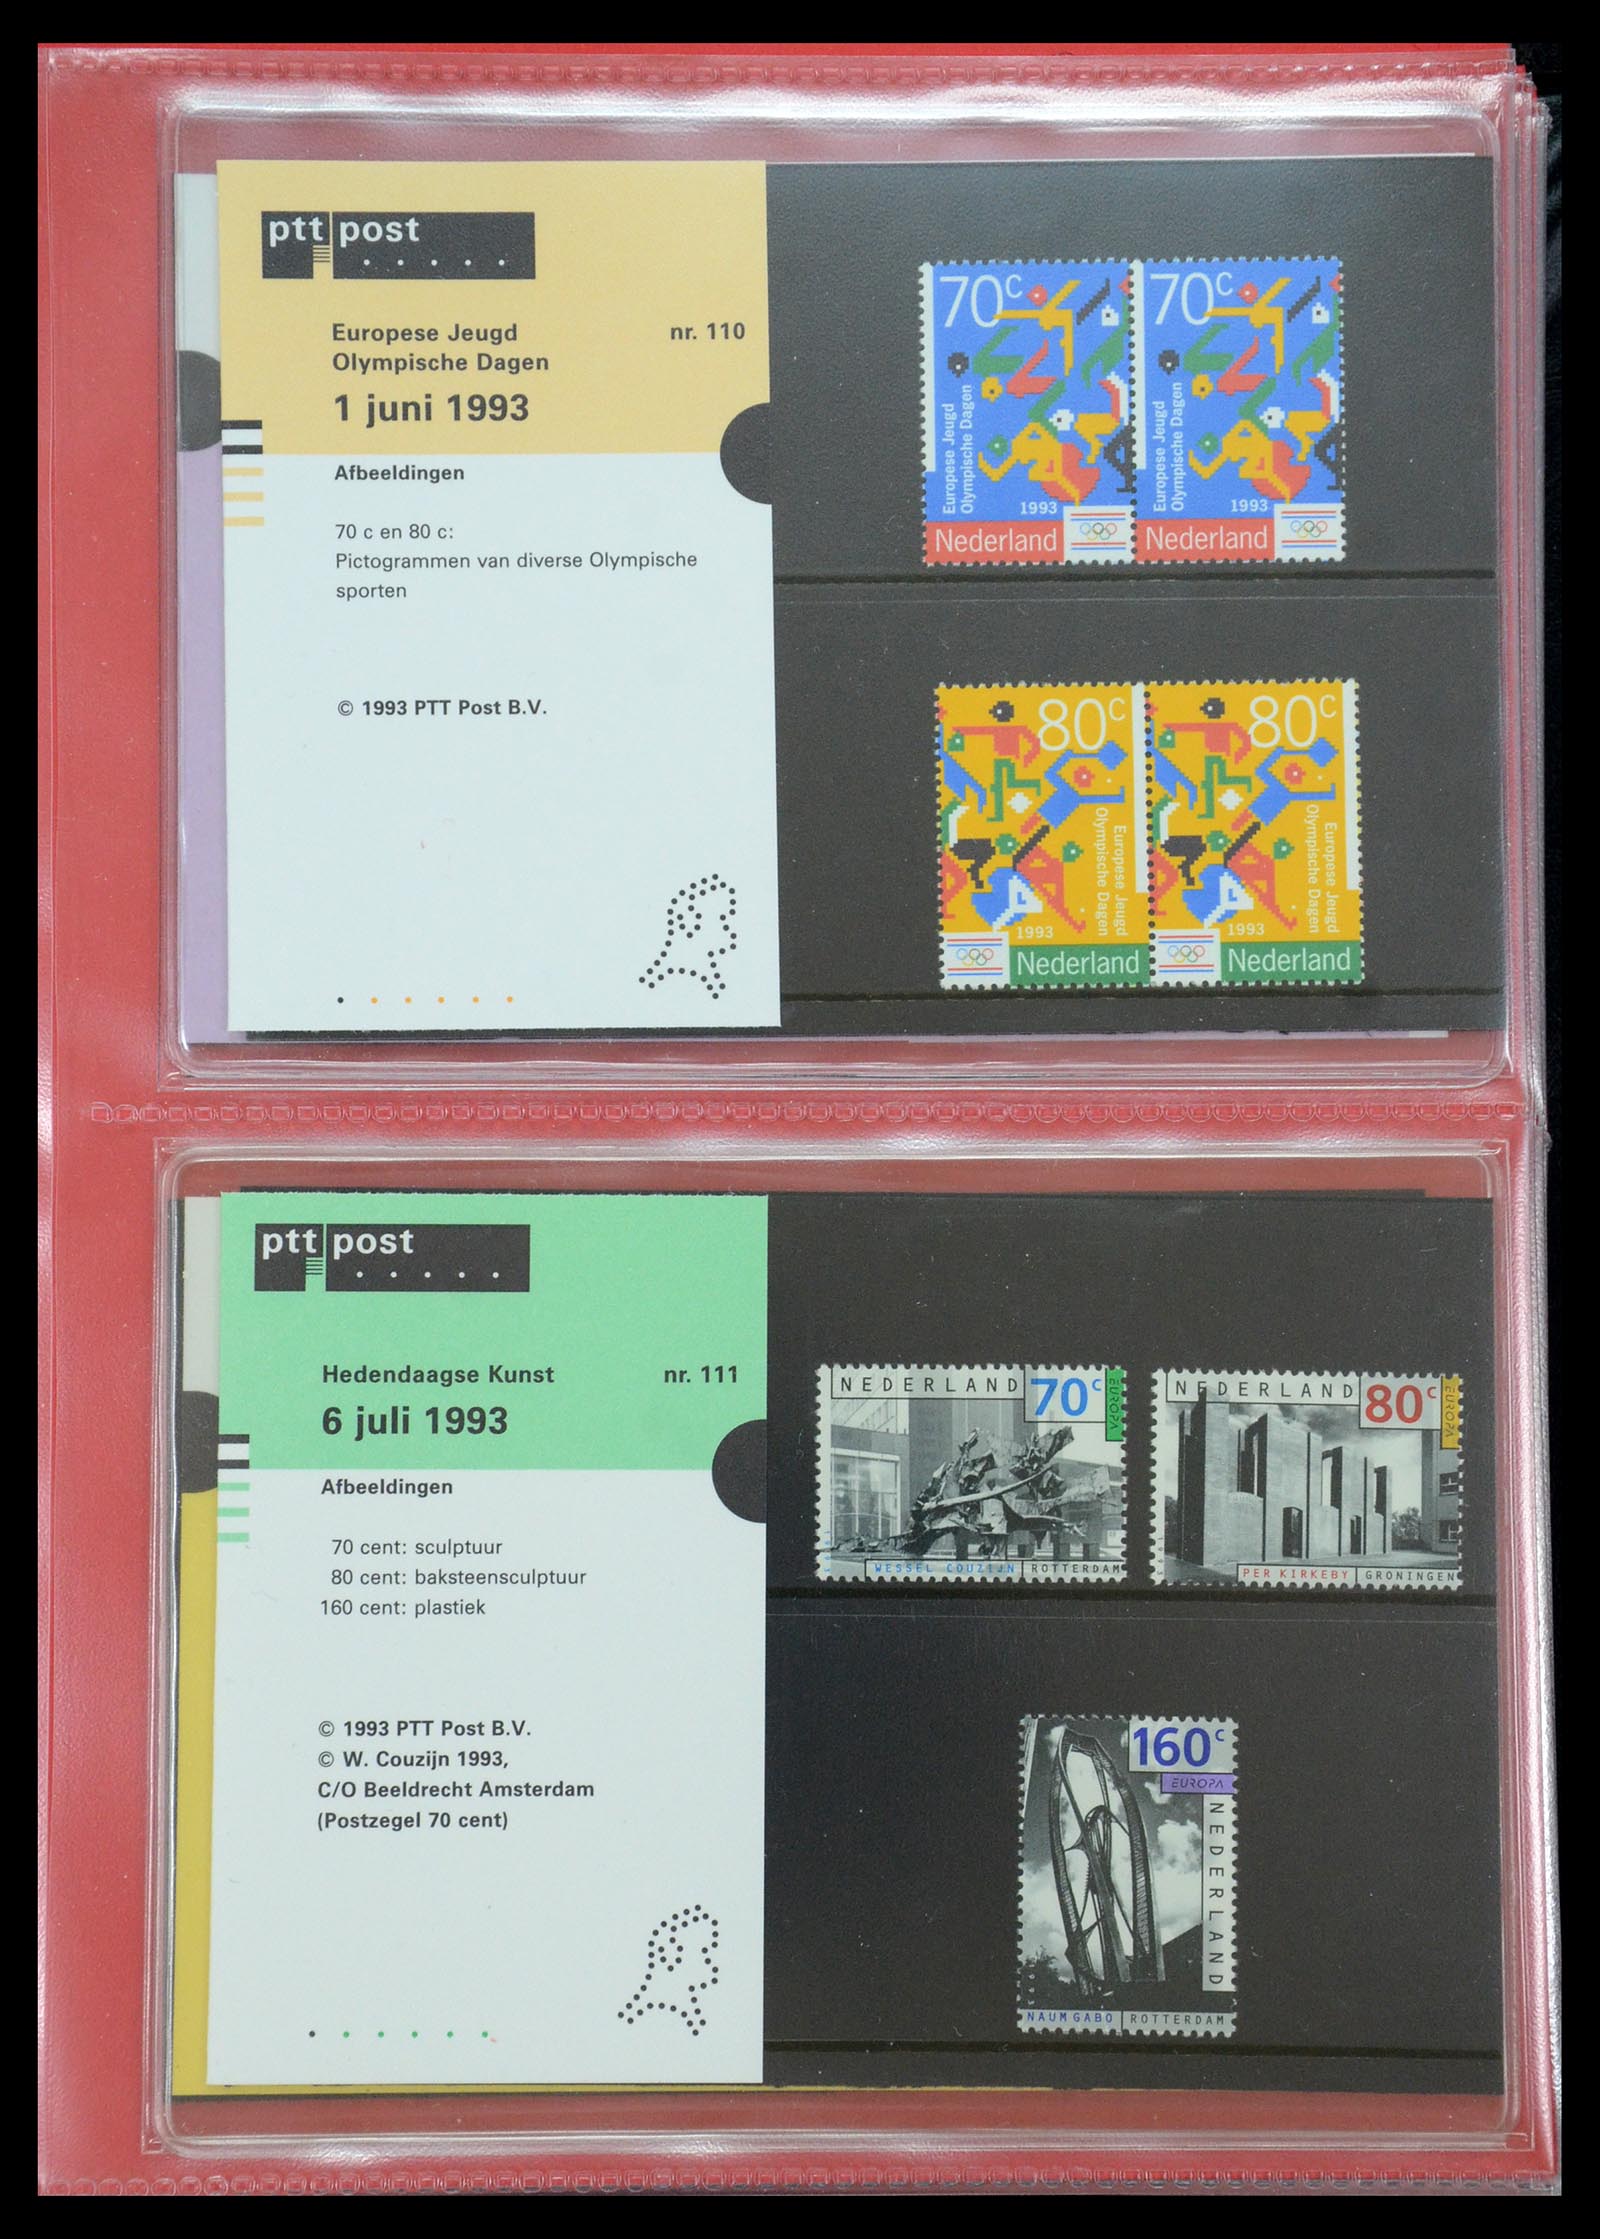 ptt post
Europese Jeugd nr. 110
Olympische Dagen
1 juni 1993
Afbeeldingen
70 c en 80 c:
Pictogrammen van diverse Olympische
sporten
© 1993 PTT Post B.V.
70c
Europese Jeugd
Olympische Dagen
1993
Nederland
70c
Europese Jeugd
Olympische Dagen
1993
Nederland
80c
Europese Jeugd
Olympische Dagen
1993
Nederland
80c
Europese Jeugd
Olympische Dagen
1993
Nederland
ptt post
Hedendaagse Kunst nr. 111
6 juli 1993
Afbeeldingen
70 cent: sculptuur
80 cent: baksteensculptuur
160 cent: plastiek
© 1993 PTT Post B.V.
© W. Couzijn 1993,
C/O Beeldrecht Amsterdam
(Postzegel 70 cent)
NEDERLAND 70c EUROPA
WESSEL COUZIJN ROTTERDAM
NEDERLAND 80c EUROPA
PER KIRKEBY GRONINGEN
160c
EUROPA
NEDERLAND
NAUM GABO ROTTERDAM